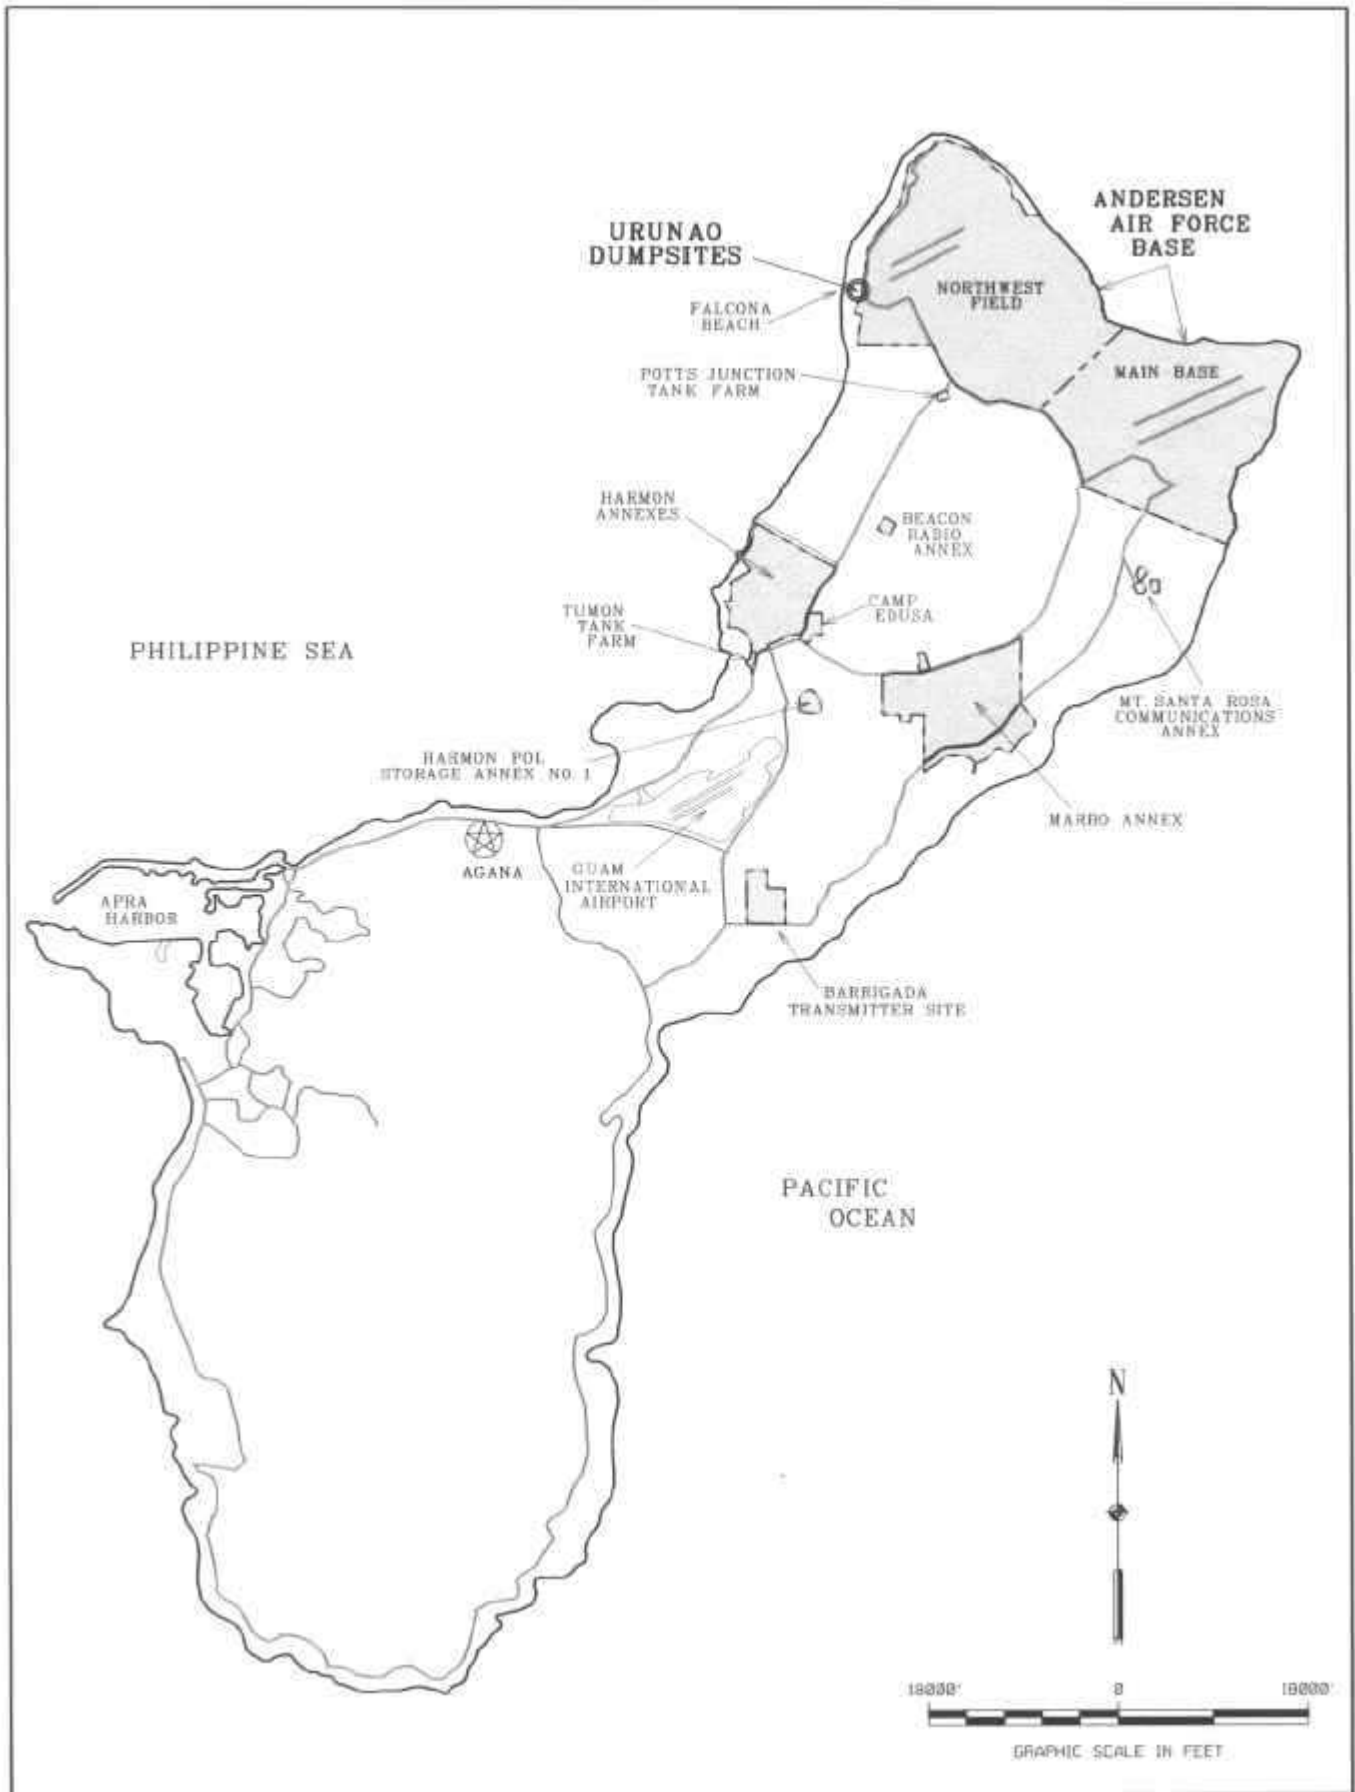 ANDERSEN
AIR FORCE
BASE
URUNAO
DUMPSITES
NORTHWEST
FIELD
FALCONA
BEACH
MAIN BASE
POTTS JUNCTION
TANK FARM
HARMON
ANNEXES
BEACON
RADIO
ANNEX
CAMP
EDUSA
TUMON
TANK
FARM
PHILIPPINE SEA
MT. SANTA ROSA
COMMUNICATIONS
ANNEX
HARMON POL
STORAGE ANNEX NO. 1
MARBO ANNEX
AGANA
GUAM
INTERNATIONAL
AIRPORT
APRA
HARBOR
BARRIGADA
TRANSMITTER SITE
PACIFIC
OCEAN
N
18000' 0 18000'
GRAPHIC SCALE IN FEET